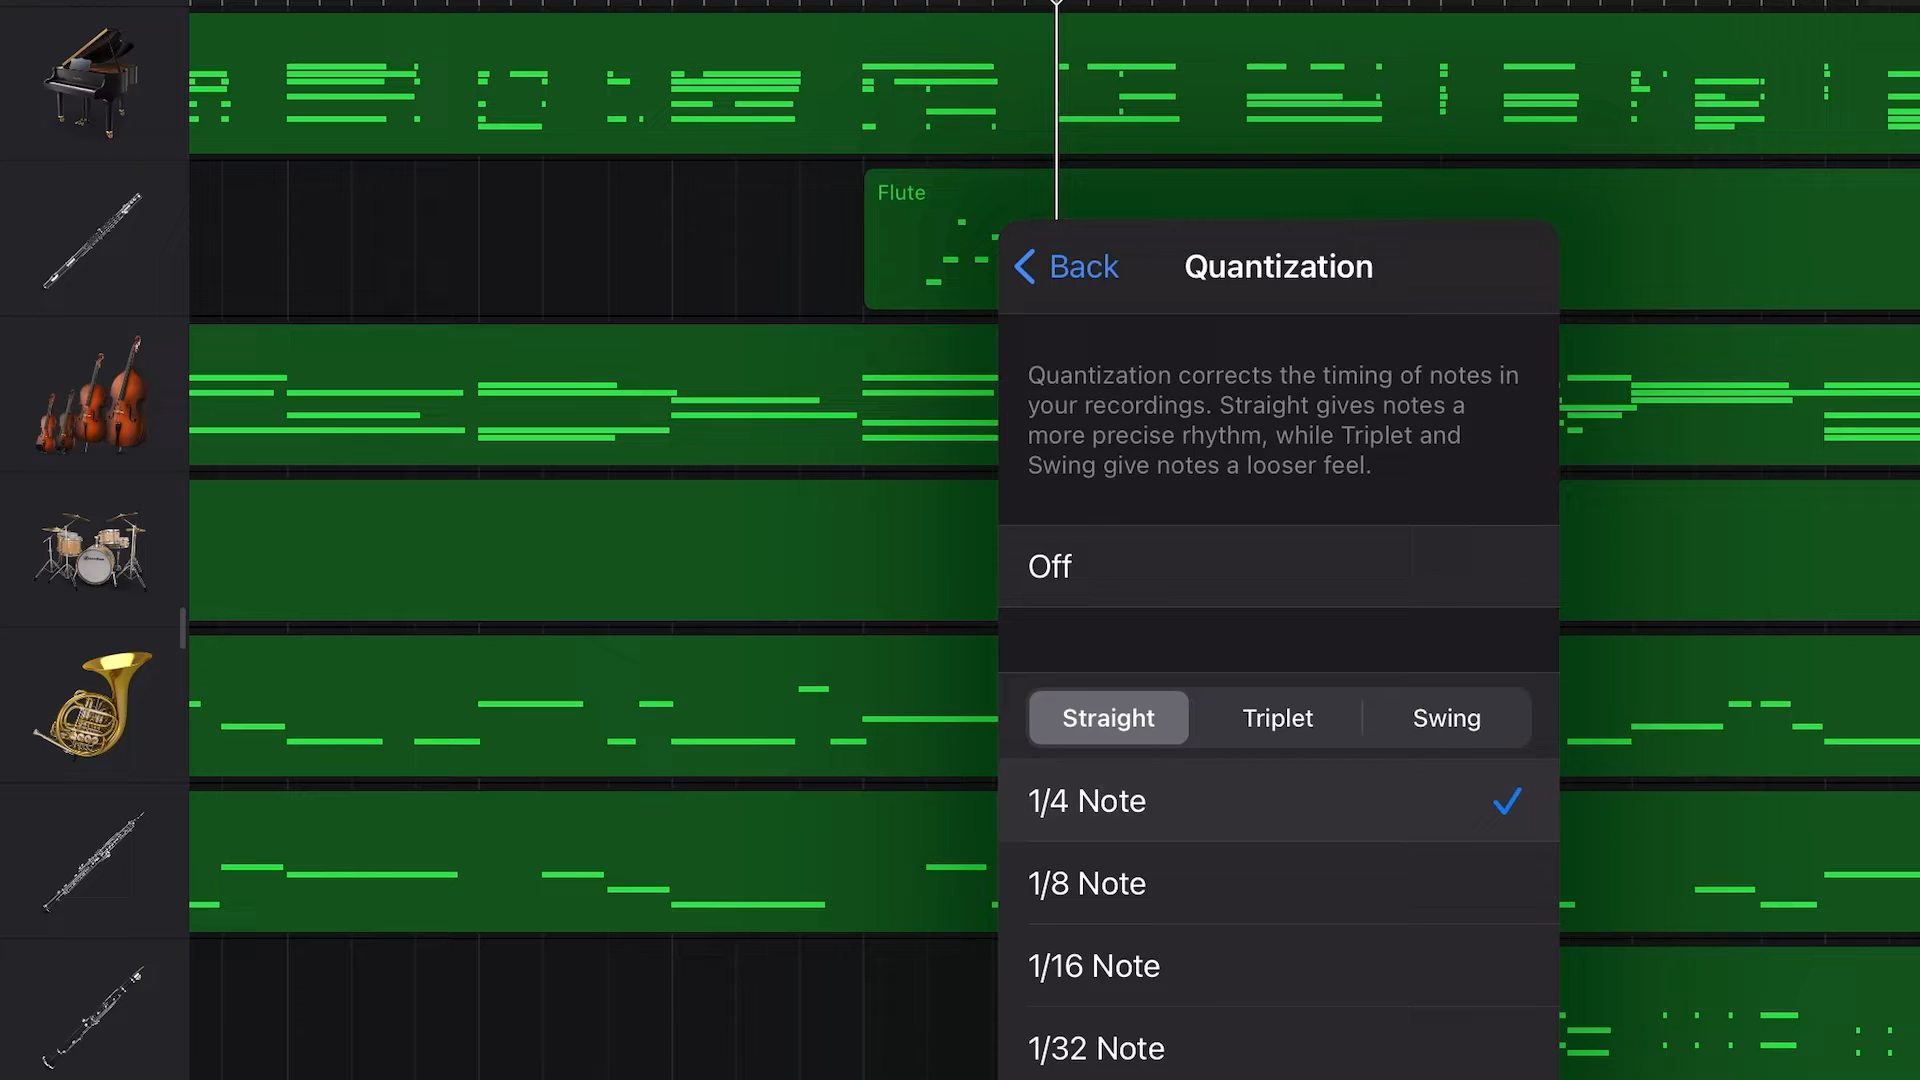 Flute
Back
Quantization
Quantization corrects the timing of notes in
your recordings. Straight gives notes a
more precise rhythm, while Triplet and
Swing give notes a looser feel.
Off
Straight
Triplet
Swing
1/4 Note
1/8 Note
1/16 Note
1/32 Note